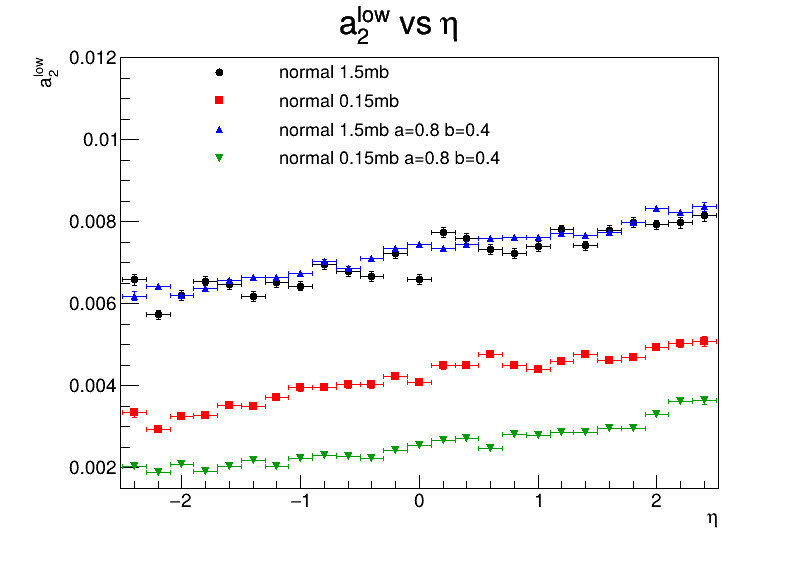 a₂ˡᵒʷ vs η
a₂ˡᵒʷ
0.012
0.01
0.008
0.006
0.004
0.002
normal 1.5mb
normal 0.15mb
normal 1.5mb a=0.8 b=0.4
normal 0.15mb a=0.8 b=0.4
−2 −1 0 1 2
η